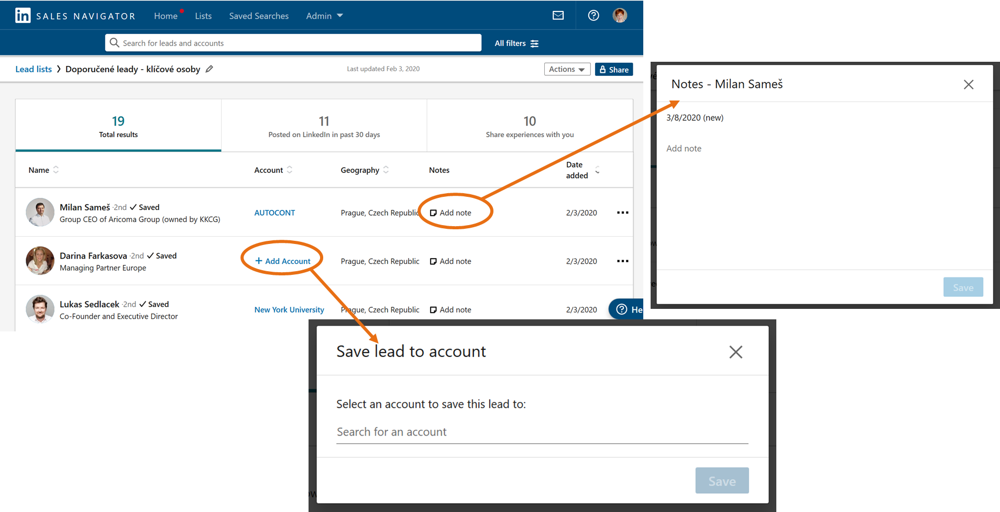 in SALES NAVIGATOR Home Lists Saved Searches Admin
Search for leads and accounts All filters
Lead lists > Doporučené leady - klíčové osoby Last updated Feb 3, 2020 Actions Share
19 11 10
Total results Posted on LinkedIn in past 30 days Share experiences with you
Name Account Geography Notes Date added
Milan Sameš · 2nd ✓ Saved
Group CEO of Aricoma Group (owned by KKCG)
AUTOCONT Prague, Czech Republic Add note 2/3/2020
Darina Farkasova · 2nd ✓ Saved
Managing Partner Europe
+ Add Account Prague, Czech Republic Add note 2/3/2020
Lukas Sedlacek · 2nd ✓ Saved
Co-Founder and Executive Director
New York University Prague, Czech Republic Add note 2/3/2020
He
Notes - Milan Sameš
3/8/2020 (new)
Add note
Save
Save lead to account
Select an account to save this lead to:
Search for an account
Save